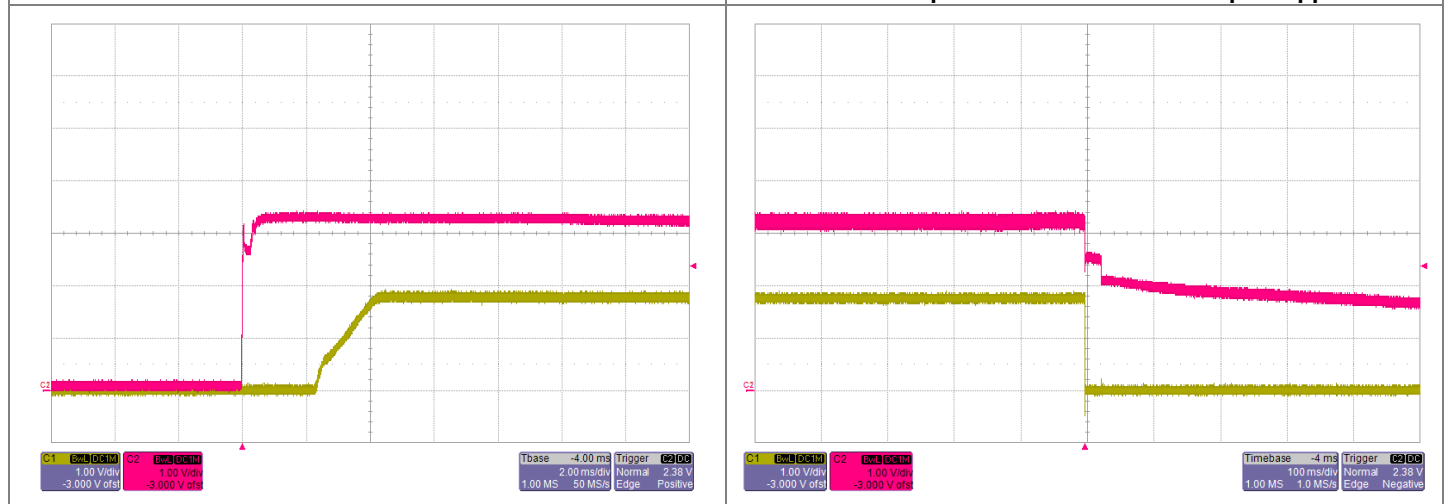 C2
C1 BwL DC1M C2 BwL DC1M
1.00 V/div 1.00 V/div
-3.000 V ofst -3.000 V ofst
Tbase -4.00 ms Trigger C2 DC
2.00 ms/div Normal 2.38 V
1.00 MS 50 MS/s Edge Positive
C2
C1 BwL DC1M C2 BwL DC1M
1.00 V/div 1.00 V/div
-3.000 V ofst -3.000 V ofst
Timebase -4 ms Trigger C2 DC
100 ms/div Normal 2.38 V
1.00 MS 1.0 MS/s Edge Negative